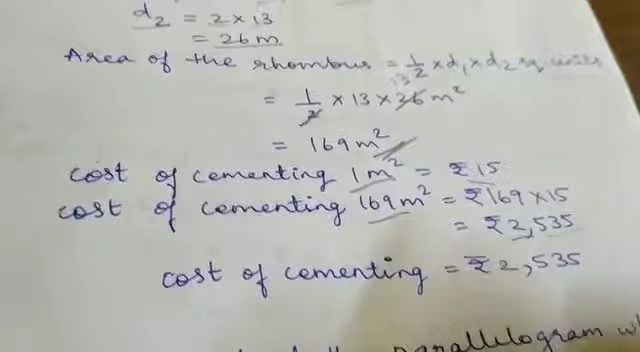 d₂ = 2 × 13
= 26 m
Area of the rhombus = 1/2 × d₁ × d₂ sq units
= 1/2 × 13 × 26 m²
13
= 169 m²
cost of cementing 1 m² = ₹ 15
cost of cementing 169 m² = ₹ 169 × 15
= ₹ 2,535
cost of cementing = ₹ 2,535
parallelogram